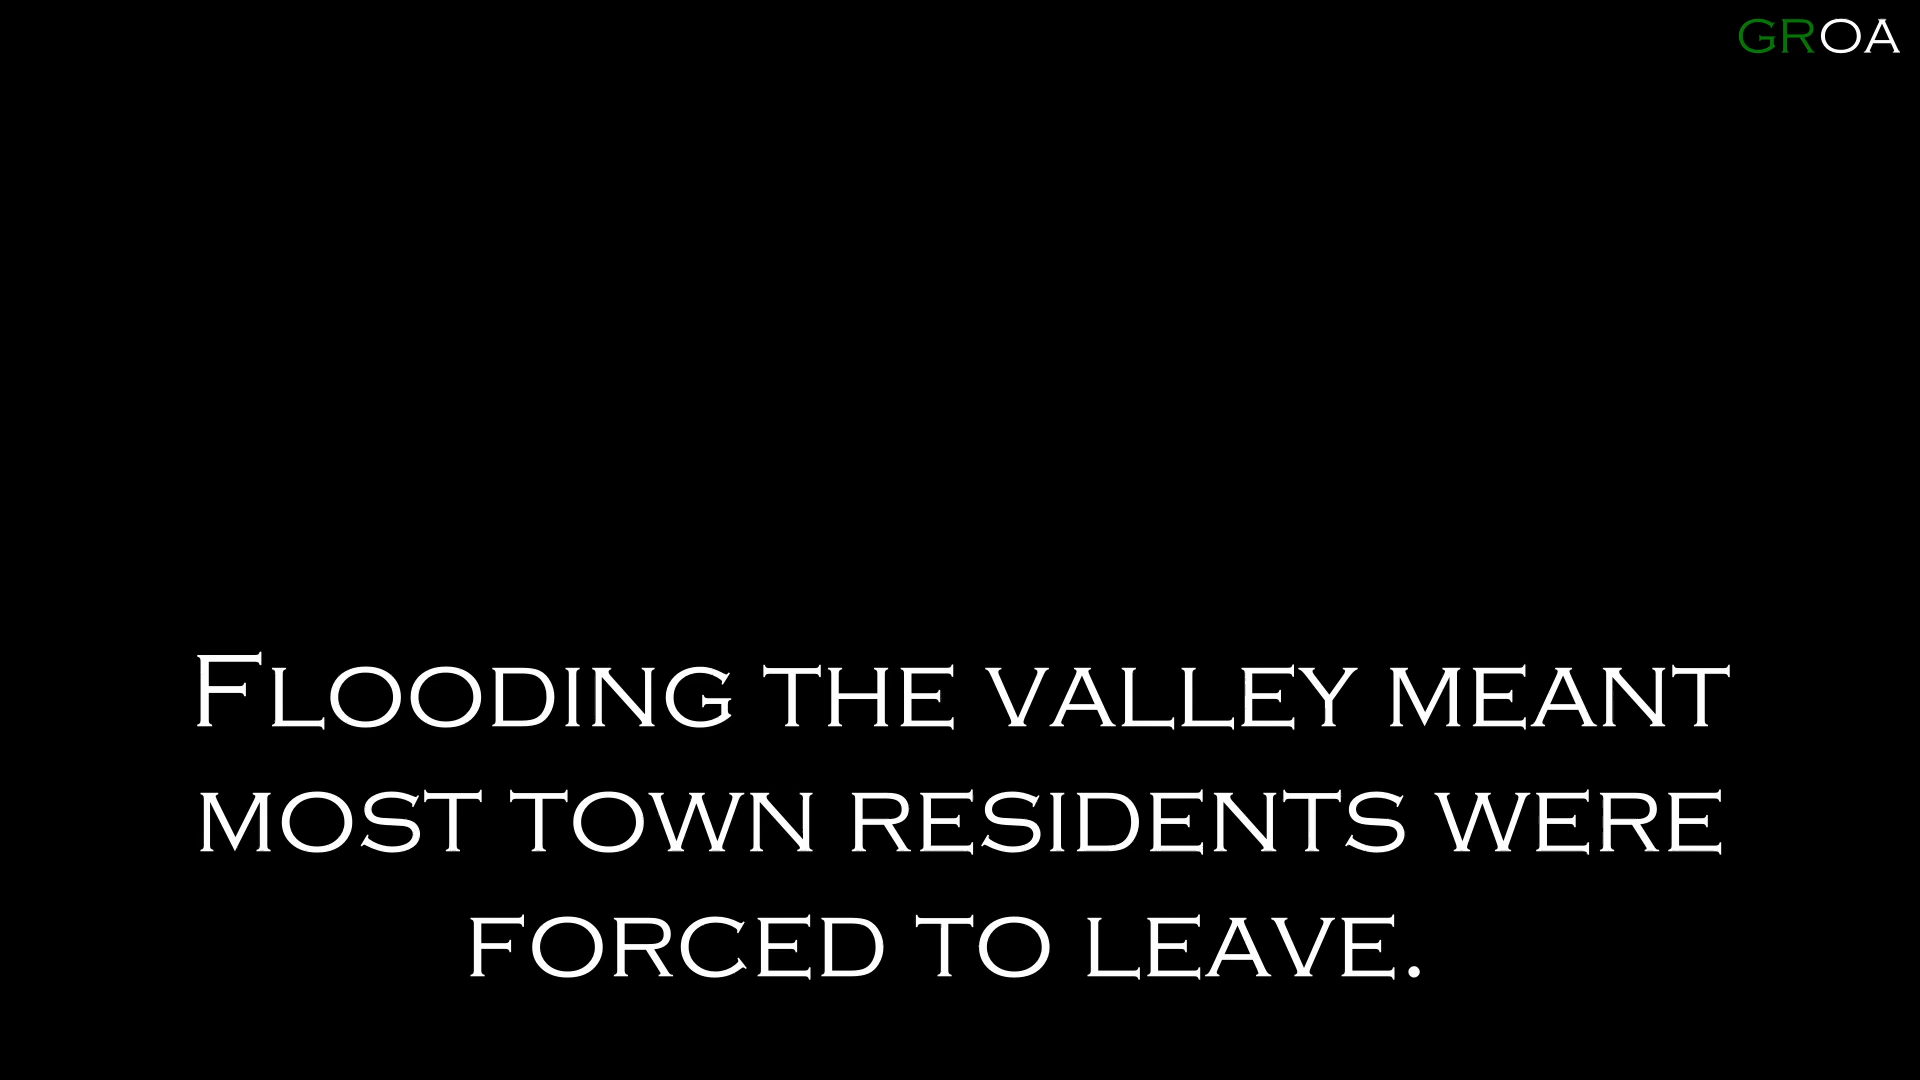 GROA
Flooding the valley meant
most town residents were
forced to leave.